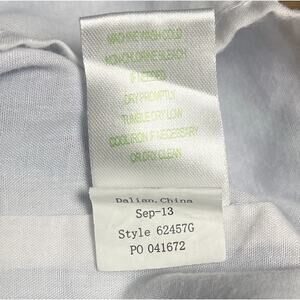 MACHINE WASH COLD
NON-CHLORINE BLEACH
IF NEEDED
DRY PROMPTLY
TUMBLE DRY LOW
COOL IRON IF NECESSARY
OR DRY CLEAN
Dalian, China
Sep-13
Style 62457G
PO 041672